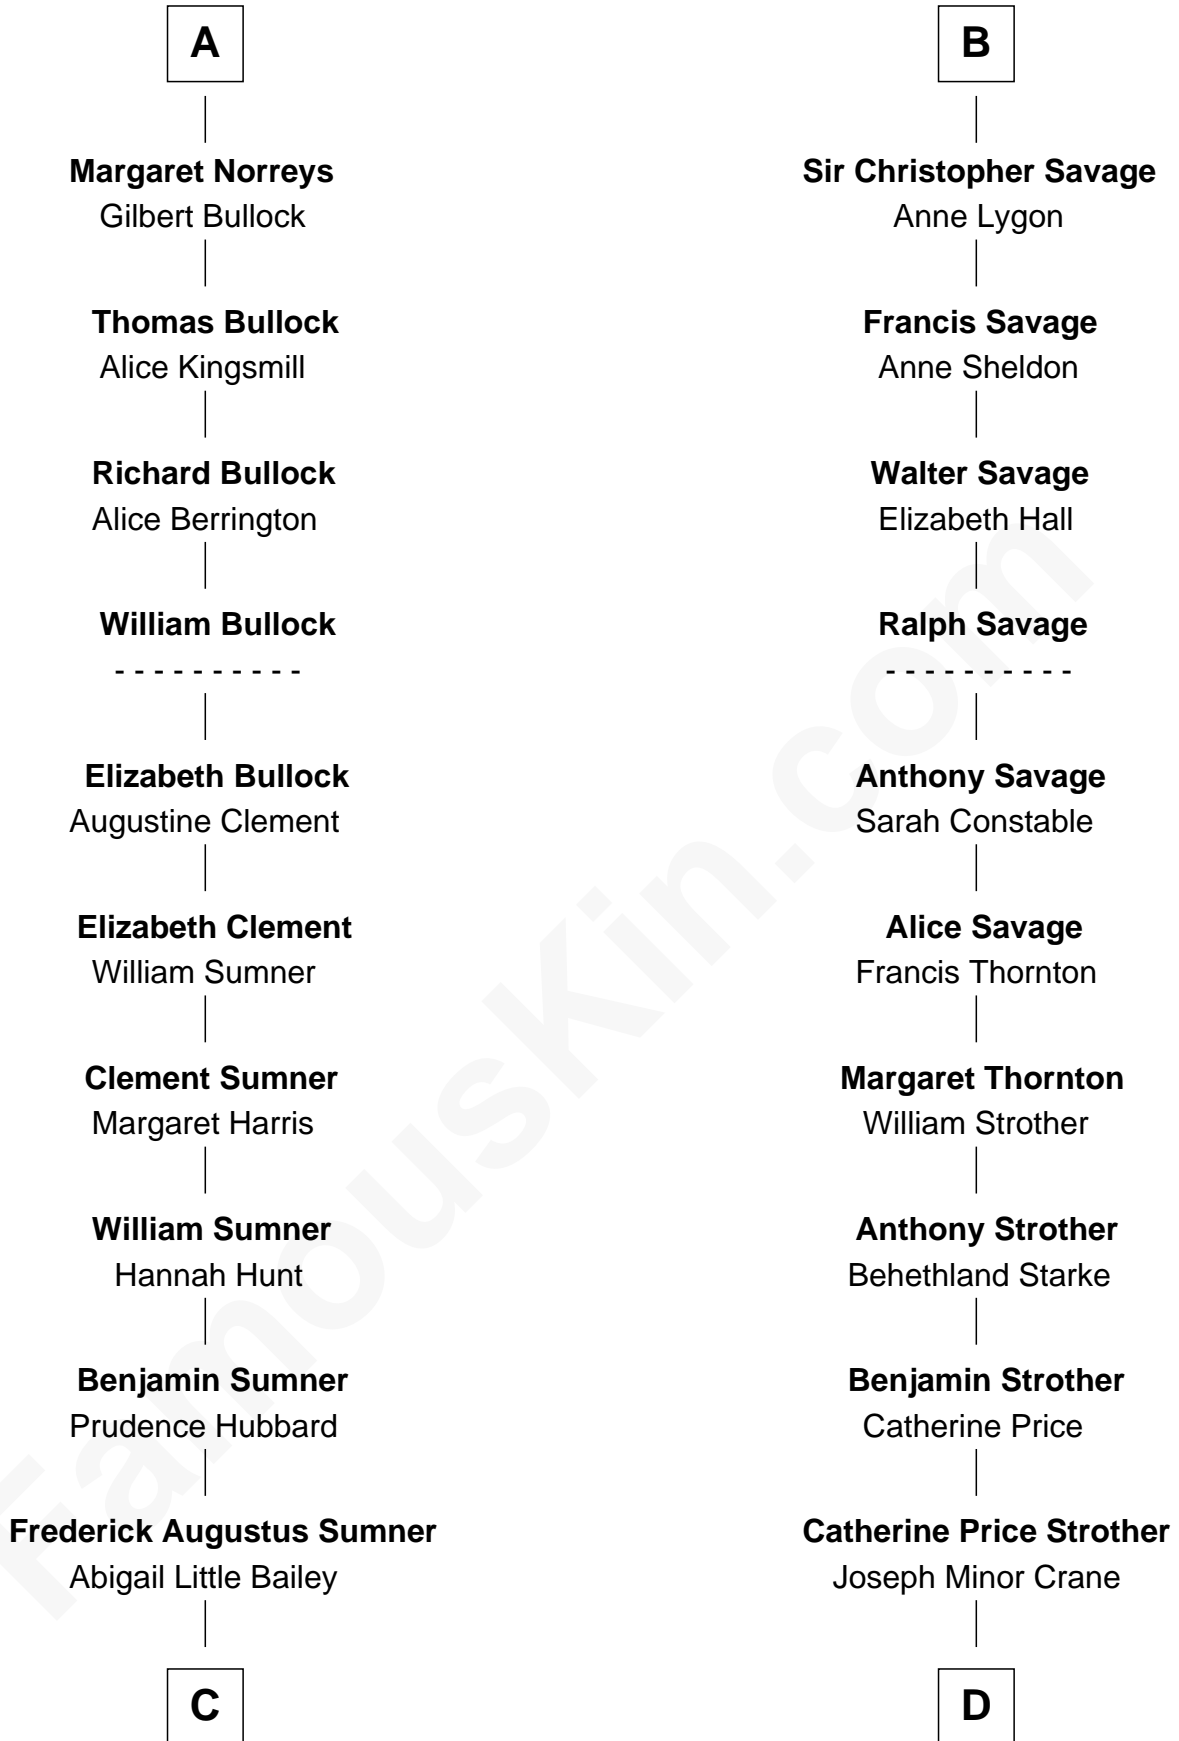 A
Margaret Norreys
Gilbert Bullock
Thomas Bullock
Alice Kingsmill
Richard Bullock
Alice Berrington
William Bullock
- - - - - - - - - -
Elizabeth Bullock
Augustine Clement
Elizabeth Clement
William Sumner
Clement Sumner
Margaret Harris
William Sumner
Hannah Hunt
Benjamin Sumner
Prudence Hubbard
Frederick Augustus Sumner
Abigail Little Bailey
C
B
Sir Christopher Savage
Anne Lygon
Francis Savage
Anne Sheldon
Walter Savage
Elizabeth Hall
Ralph Savage
- - - - - - - - - -
Anthony Savage
Sarah Constable
Alice Savage
Francis Thornton
Margaret Thornton
William Strother
Anthony Strother
Behethland Starke
Benjamin Strother
Catherine Price
Catherine Price Strother
Joseph Minor Crane
D
FamousKin.com